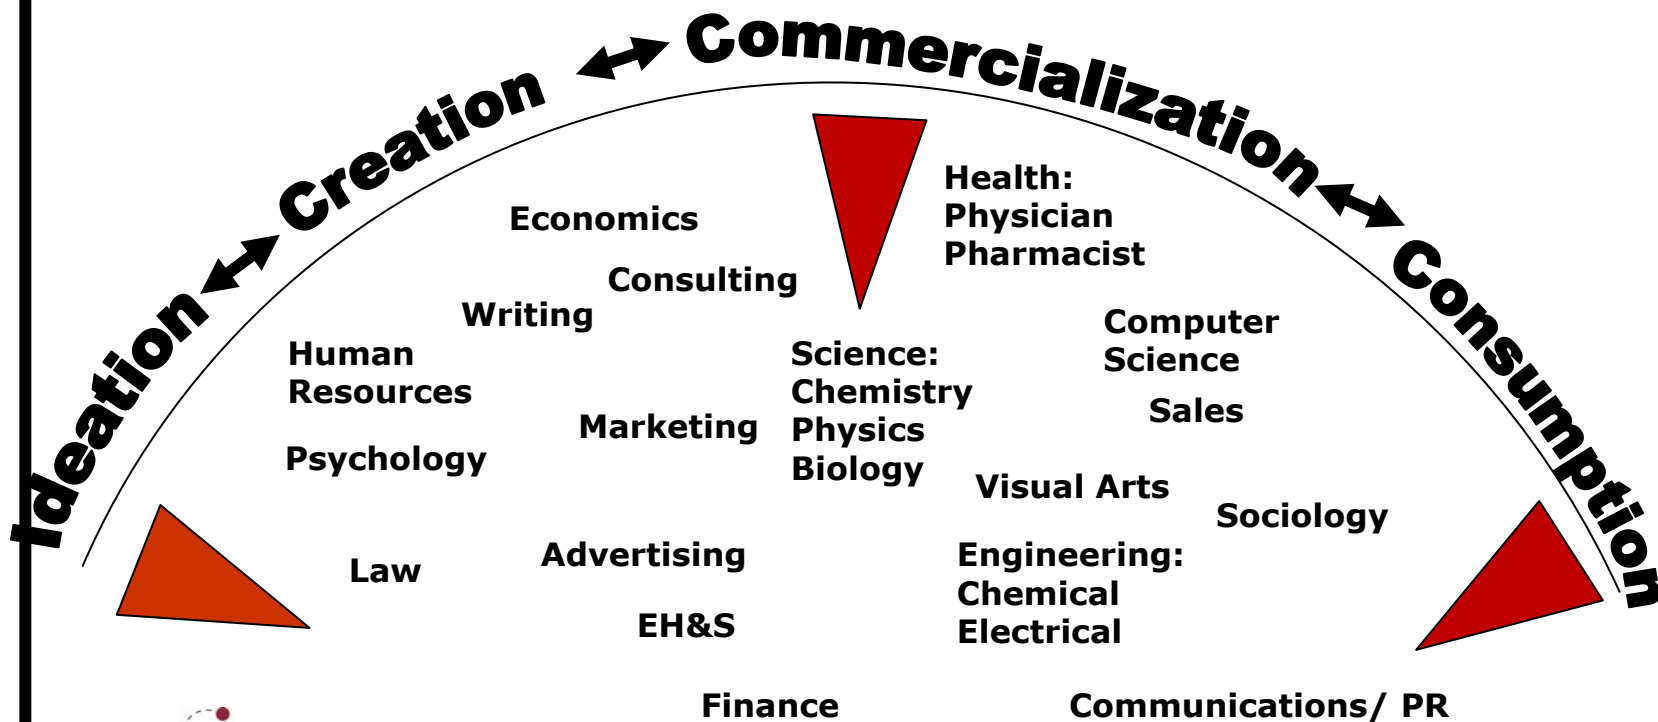 Ideation
Creation
Commercialization
Consumption
Economics
Consulting
Writing
Human
Resources
Psychology
Marketing
Law
Advertising
EH&S
Finance
Science:
Chemistry
Physics
Biology
Health:
Physician
Pharmacist
Computer
Science
Sales
Visual Arts
Sociology
Engineering:
Chemical
Electrical
Communications/ PR